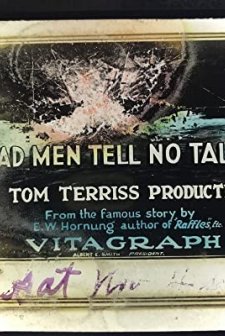 AD MEN TELL NO TAL
TOM TERRISS PRODUCT
From the famous story by
E.W. Hornung author of Raffles, Etc.
VITAGRAPH
ALBERT E. SMITH PRESIDENT.
Sat